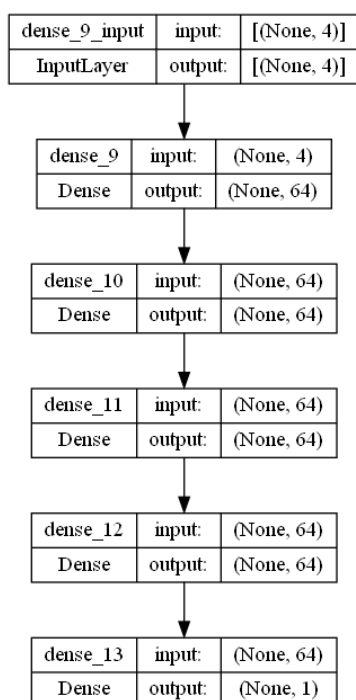 dense_9_input input: [(None, 4)]
InputLayer output: [(None, 4)]
dense_9 input: (None, 4)
Dense output: (None, 64)
dense_10 input: (None, 64)
Dense output: (None, 64)
dense_11 input: (None, 64)
Dense output: (None, 64)
dense_12 input: (None, 64)
Dense output: (None, 64)
dense_13 input: (None, 64)
Dense output: (None, 1)